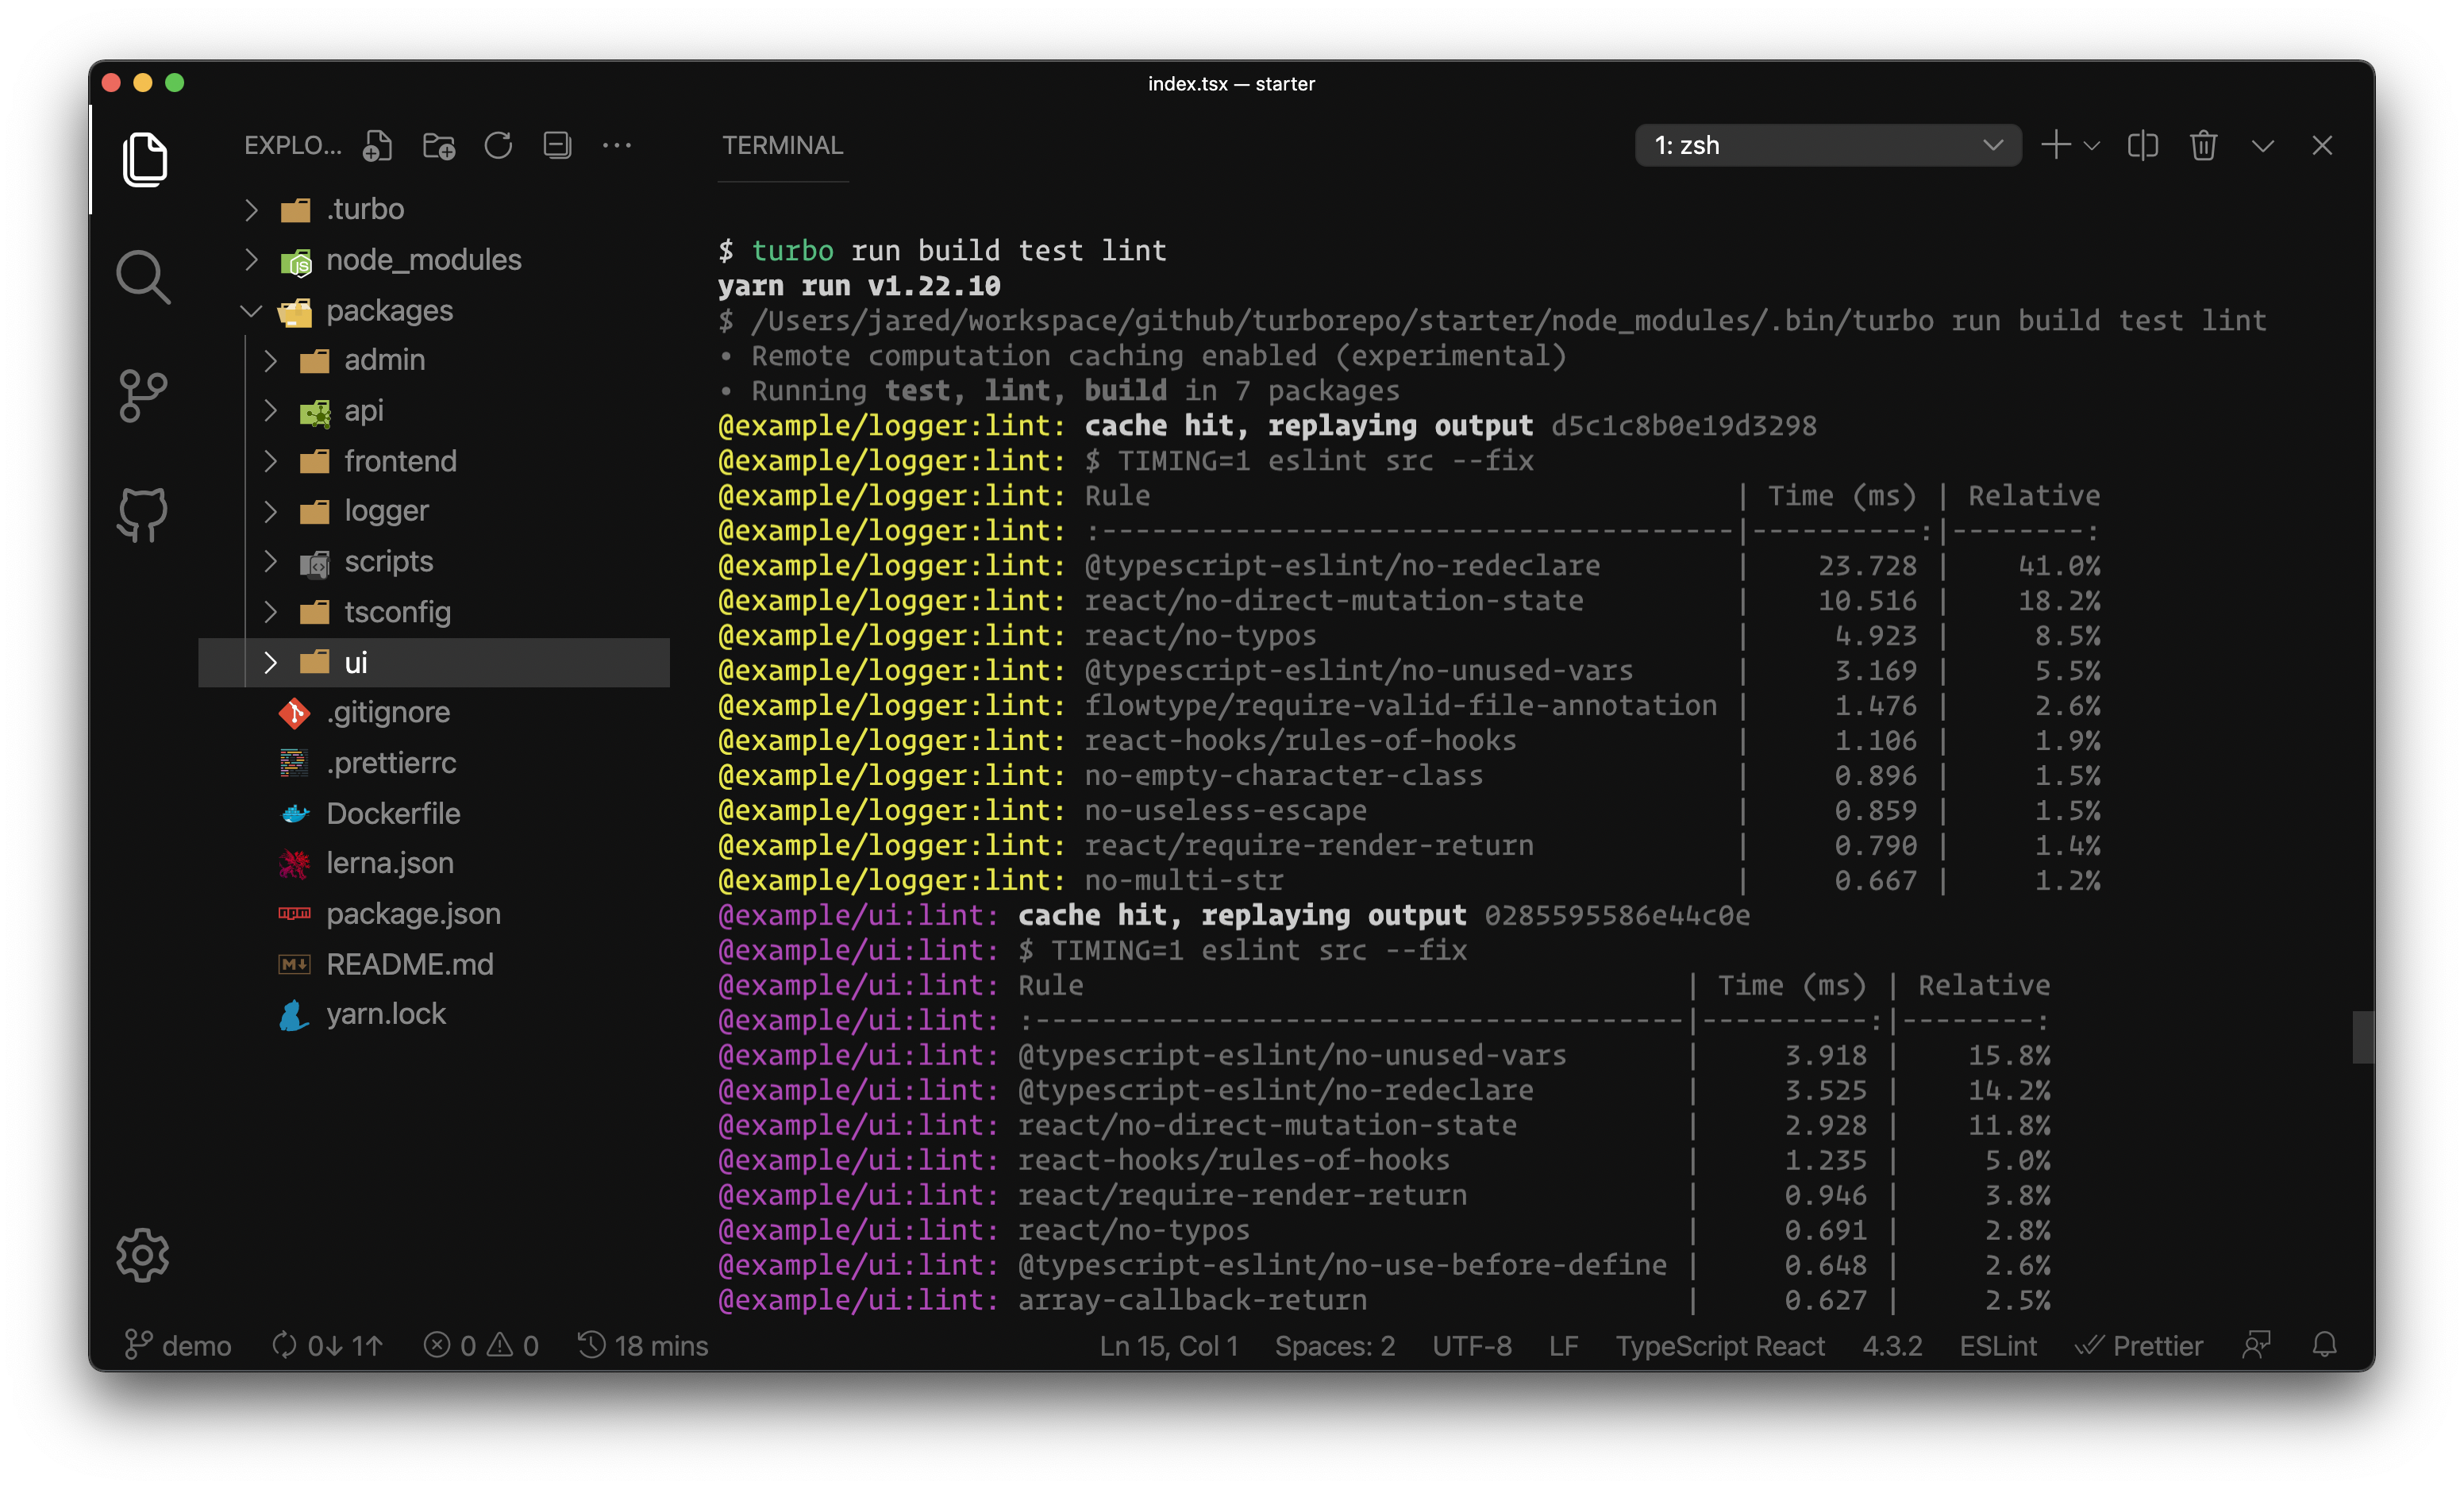 index.tsx — starter
EXPLO...
TERMINAL
1: zsh
.turbo
node_modules
packages
admin
api
frontend
logger
scripts
tsconfig
ui
.gitignore
.prettierrc
Dockerfile
lerna.json
package.json
README.md
yarn.lock
$ turbo run build test lint
yarn run v1.22.10
$ /Users/jared/workspace/github/turborepo/starter/node_modules/.bin/turbo run build test lint
• Remote computation caching enabled (experimental)
• Running test, lint, build in 7 packages
@example/logger:lint: cache hit, replaying output d5c1c8b0e19d3298
@example/logger:lint: $ TIMING=1 eslint src --fix
@example/logger:lint: Rule | Time (ms) | Relative
@example/logger:lint: :--------------------------------------|----------:|--------:
@example/logger:lint: @typescript-eslint/no-redeclare | 23.728 | 41.0%
@example/logger:lint: react/no-direct-mutation-state | 10.516 | 18.2%
@example/logger:lint: react/no-typos | 4.923 | 8.5%
@example/logger:lint: @typescript-eslint/no-unused-vars | 3.169 | 5.5%
@example/logger:lint: flowtype/require-valid-file-annotation | 1.476 | 2.6%
@example/logger:lint: react-hooks/rules-of-hooks | 1.106 | 1.9%
@example/logger:lint: no-empty-character-class | 0.896 | 1.5%
@example/logger:lint: no-useless-escape | 0.859 | 1.5%
@example/logger:lint: react/require-render-return | 0.790 | 1.4%
@example/logger:lint: no-multi-str | 0.667 | 1.2%
@example/ui:lint: cache hit, replaying output 0285595586e44c0e
@example/ui:lint: $ TIMING=1 eslint src --fix
@example/ui:lint: Rule | Time (ms) | Relative
@example/ui:lint: :---------------------------------------|----------:|--------:
@example/ui:lint: @typescript-eslint/no-unused-vars | 3.918 | 15.8%
@example/ui:lint: @typescript-eslint/no-redeclare | 3.525 | 14.2%
@example/ui:lint: react/no-direct-mutation-state | 2.928 | 11.8%
@example/ui:lint: react-hooks/rules-of-hooks | 1.235 | 5.0%
@example/ui:lint: react/require-render-return | 0.946 | 3.8%
@example/ui:lint: react/no-typos | 0.691 | 2.8%
@example/ui:lint: @typescript-eslint/no-use-before-define | 0.648 | 2.6%
@example/ui:lint: array-callback-return | 0.627 | 2.5%
demo 0↓ 1↑ 0 0 18 mins Ln 15, Col 1 Spaces: 2 UTF-8 LF TypeScript React 4.3.2 ESLint Prettier